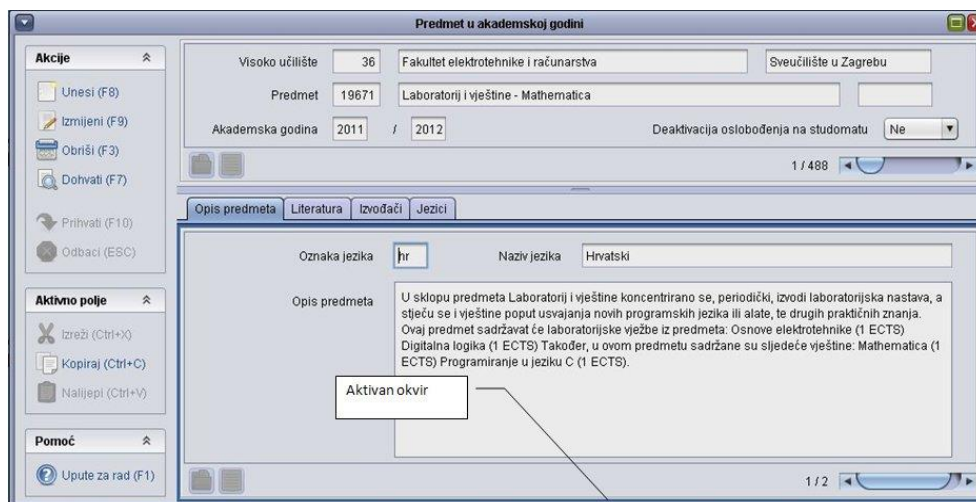 Predmet u akademskoj godini
Akcije
Unesi (F8)
Izmijeni (F9)
Obriši (F3)
Dohvati (F7)
Prihvati (F10)
Odbaci (ESC)
Aktivno polje
Izreži (Ctrl+X)
Kopiraj (Ctrl+C)
Nalijepi (Ctrl+V)
Pomoć
Upute za rad (F1)
Visoko učilište 36 Fakultet elektrotehnike i računarstva Sveučilište u Zagrebu
Predmet 19671 Laboratorij i vještine - Mathematica
Akademska godina 2011 / 2012 Deaktivacija oslobođenja na studomatu Ne
1 / 488
Opis predmeta Literatura Izvođači Jezici
Oznaka jezika hr Naziv jezika Hrvatski
Opis predmeta
U sklopu predmeta Laboratorij i vještine koncentrirano se, periodički, izvodi laboratorijska nastava, a
stječu se i vještine poput usvajanja novih programskih jezika ili alate, te drugih praktičnih znanja.
Ovaj predmet sadržavat će laboratorijske vježbe iz predmeta: Osnove elektrotehnike (1 ECTS)
Digitalna logika (1 ECTS) Također, u ovom predmetu sadržane su sljedeće vještine: Mathematica (1
ECTS) Programiranje u jeziku C (1 ECTS).
Aktivan okvir
1 / 2